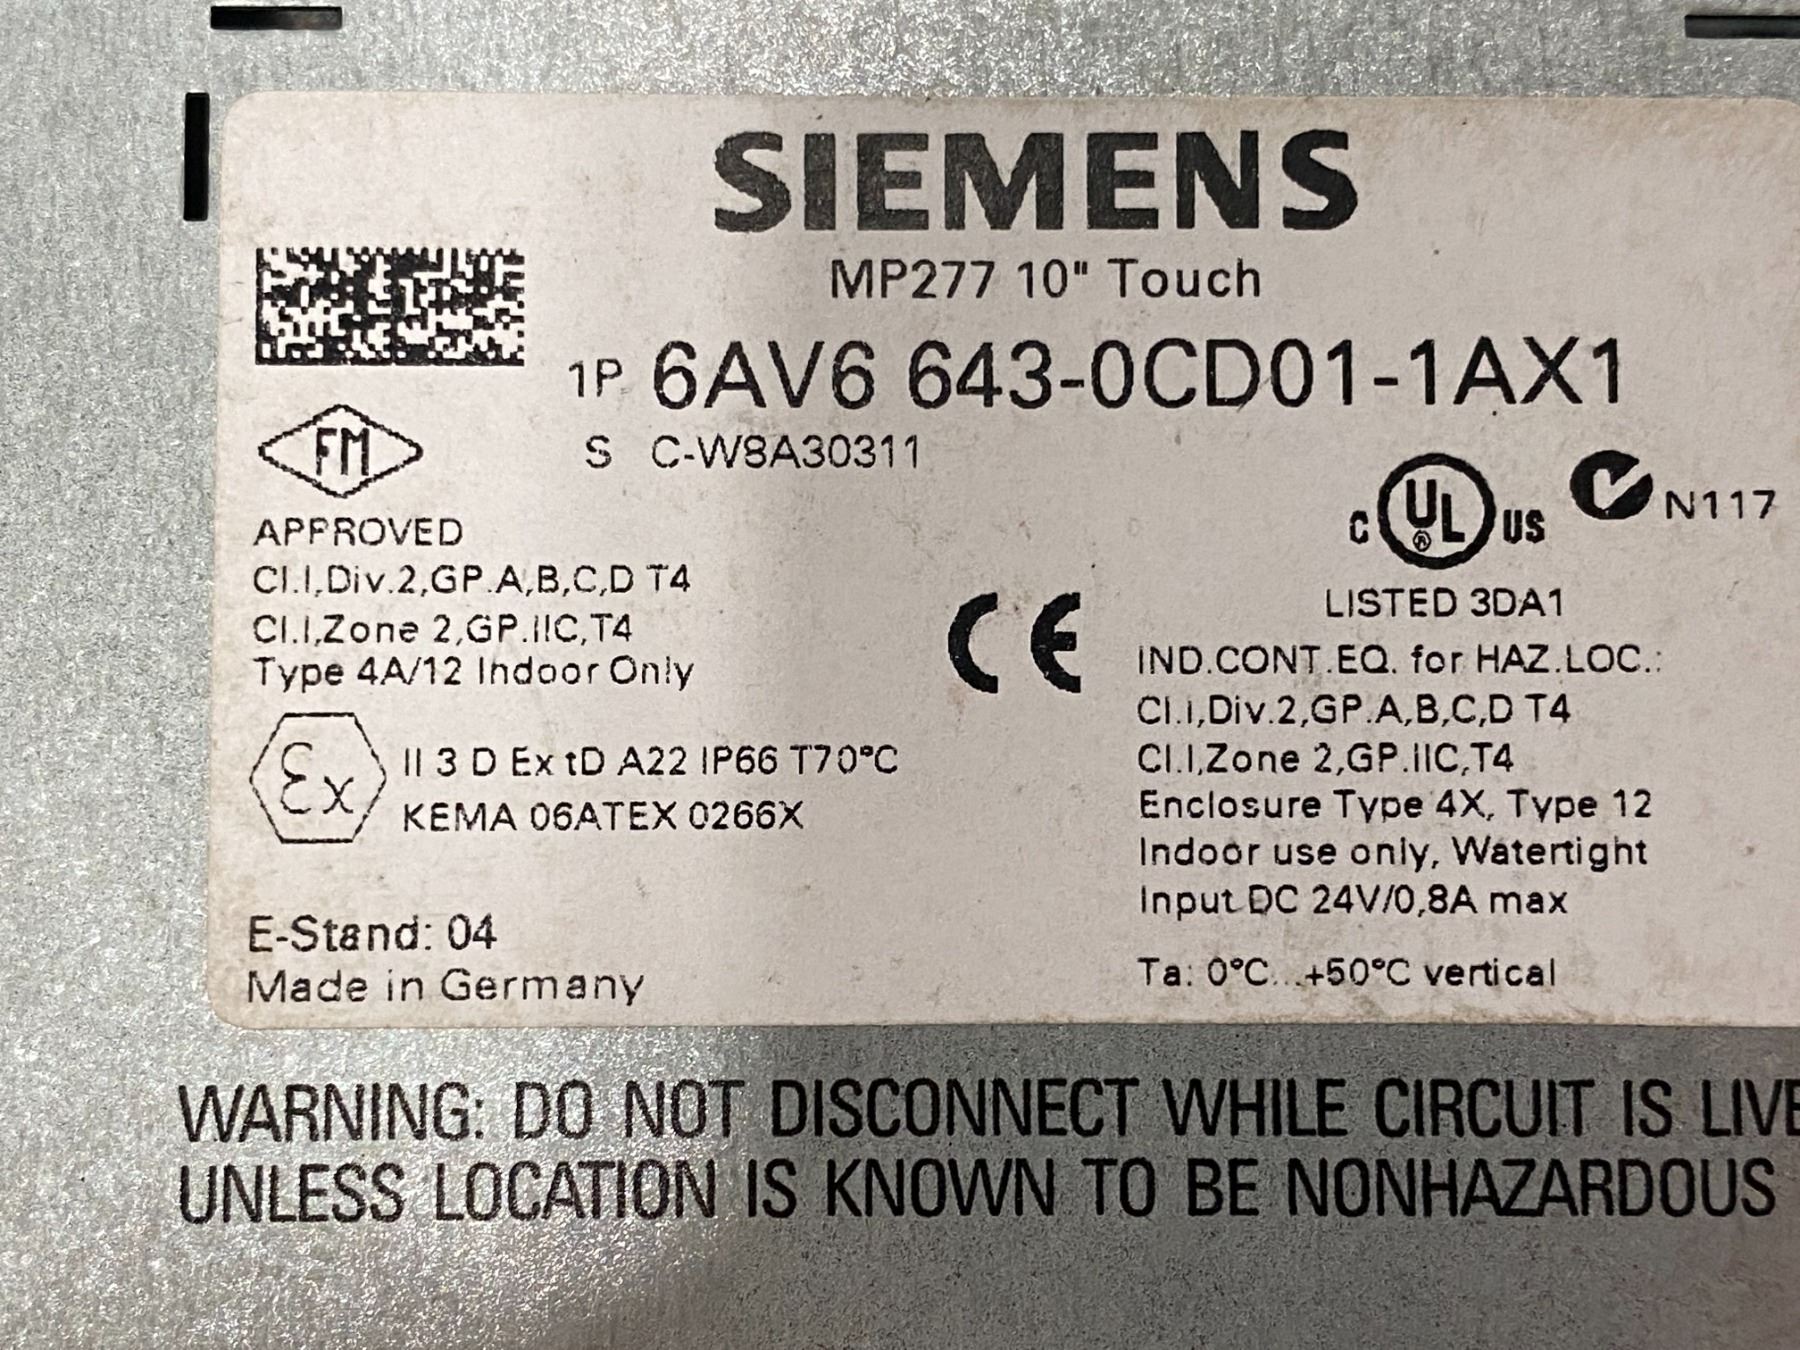 SIEMENS
MP277 10" Touch
1P 6AV6 643-0CD01-1AX1
S C-W8A30311
FM
APPROVED
Cl.I,Div.2,GP.A,B,C,D T4
Cl.I,Zone 2,GP.IIC,T4
Type 4A/12 Indoor Only
Ex II 3 D Ex tD A22 IP66 T70°C
KEMA 06ATEX 0266X
E-Stand: 04
Made in Germany
CE
C UL ® US N117
LISTED 3DA1
IND.CONT.EQ. for HAZ.LOC.:
Cl.I,Div.2,GP.A,B,C,D T4
Cl.I,Zone 2,GP.IIC,T4
Enclosure Type 4X, Type 12
Indoor use only, Watertight
Input DC 24V/0,8A max
Ta: 0°C...+50°C vertical
WARNING: DO NOT DISCONNECT WHILE CIRCUIT IS LIVE
UNLESS LOCATION IS KNOWN TO BE NONHAZARDOUS